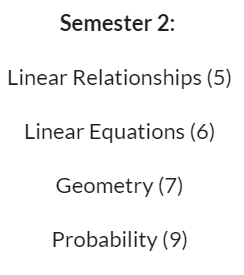 Semester 2:
Linear Relationships (5)
Linear Equations (6)
Geometry (7)
Probability (9)